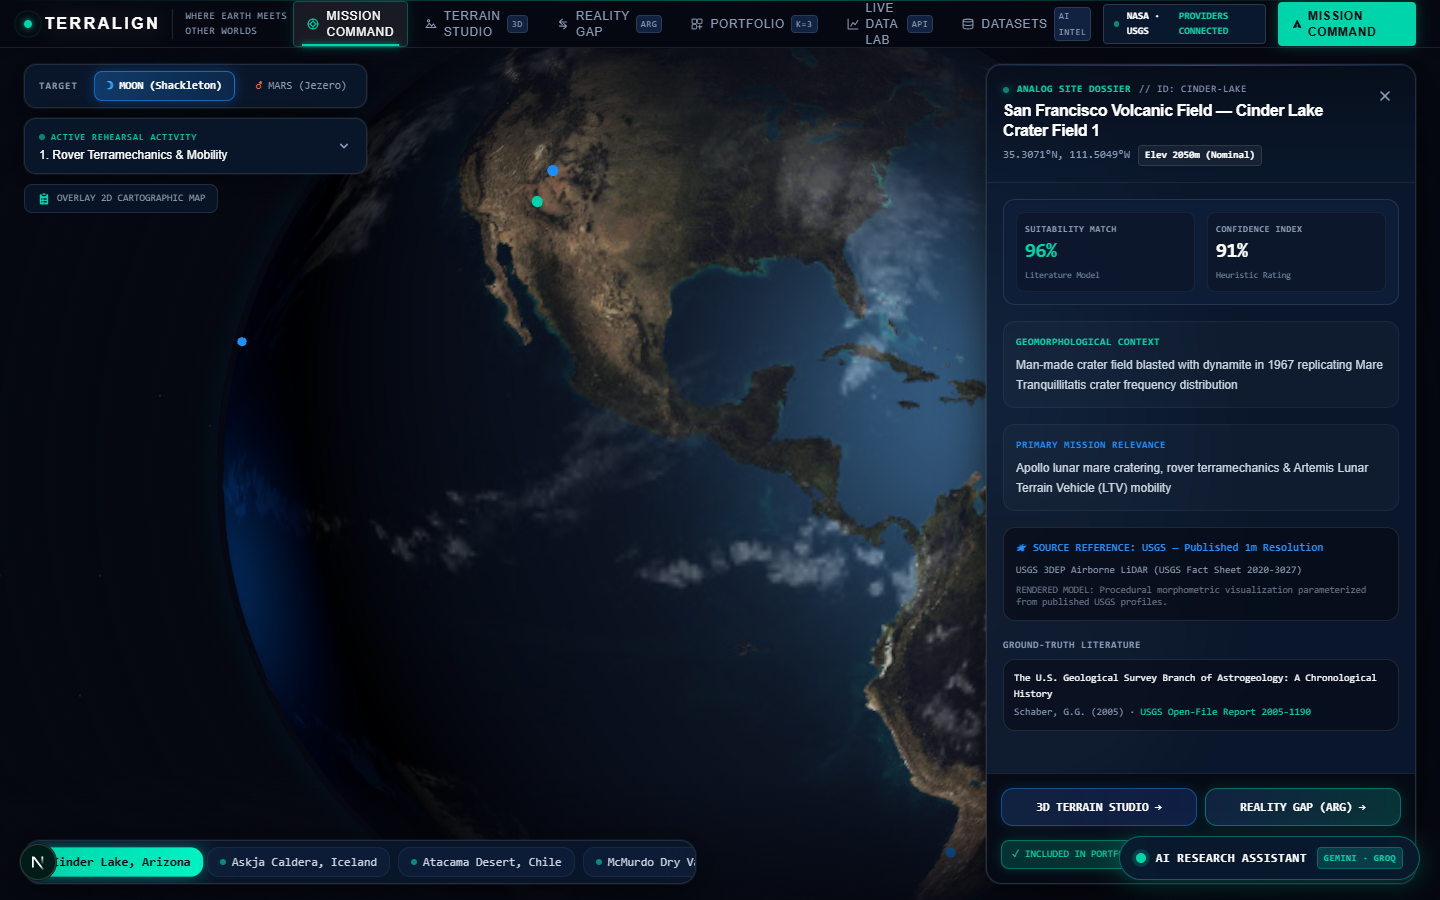 TERRALIGN
WHERE EARTH MEETS
OTHER WORLDS
MISSION
COMMAND
TERRAIN
STUDIO
3D
REALITY
GAP
ARG
PORTFOLIO
K=3
LIVE
DATA
LAB
API
DATASETS
AI
INTEL
NASA ·
USGS
PROVIDERS
CONNECTED
MISSION
COMMAND
TARGET
MOON (Shackleton)
MARS (Jezero)
ACTIVE REHEARSAL ACTIVITY
1. Rover Terramechanics & Mobility
OVERLAY 2D CARTOGRAPHIC MAP
ANALOG SITE DOSSIER // ID: CINDER-LAKE
San Francisco Volcanic Field — Cinder Lake
Crater Field 1
35.3071°N, 111.5049°W Elev 2050m (Nominal)
SUITABILITY MATCH
96%
Literature Model
CONFIDENCE INDEX
91%
Heuristic Rating
GEOMORPHOLOGICAL CONTEXT
Man-made crater field blasted with dynamite in 1967 replicating Mare
Tranquillitatis crater frequency distribution
PRIMARY MISSION RELEVANCE
Apollo lunar mare cratering, rover terramechanics & Artemis Lunar
Terrain Vehicle (LTV) mobility
SOURCE REFERENCE: USGS — Published 1m Resolution
USGS 3DEP Airborne LiDAR (USGS Fact Sheet 2020-3027)
RENDERED MODEL: Procedural morphometric visualization parameterized
from published USGS profiles.
GROUND-TRUTH LITERATURE
The U.S. Geological Survey Branch of Astrogeology: A Chronological
History
Schaber, G.G. (2005) · USGS Open-File Report 2005-1190
3D TERRAIN STUDIO →
REALITY GAP (ARG) →
✓ INCLUDED IN PORTF
AI RESEARCH ASSISTANT
GEMINI · GROQ
N
Cinder Lake, Arizona
Askja Caldera, Iceland
Atacama Desert, Chile
McMurdo Dry Va